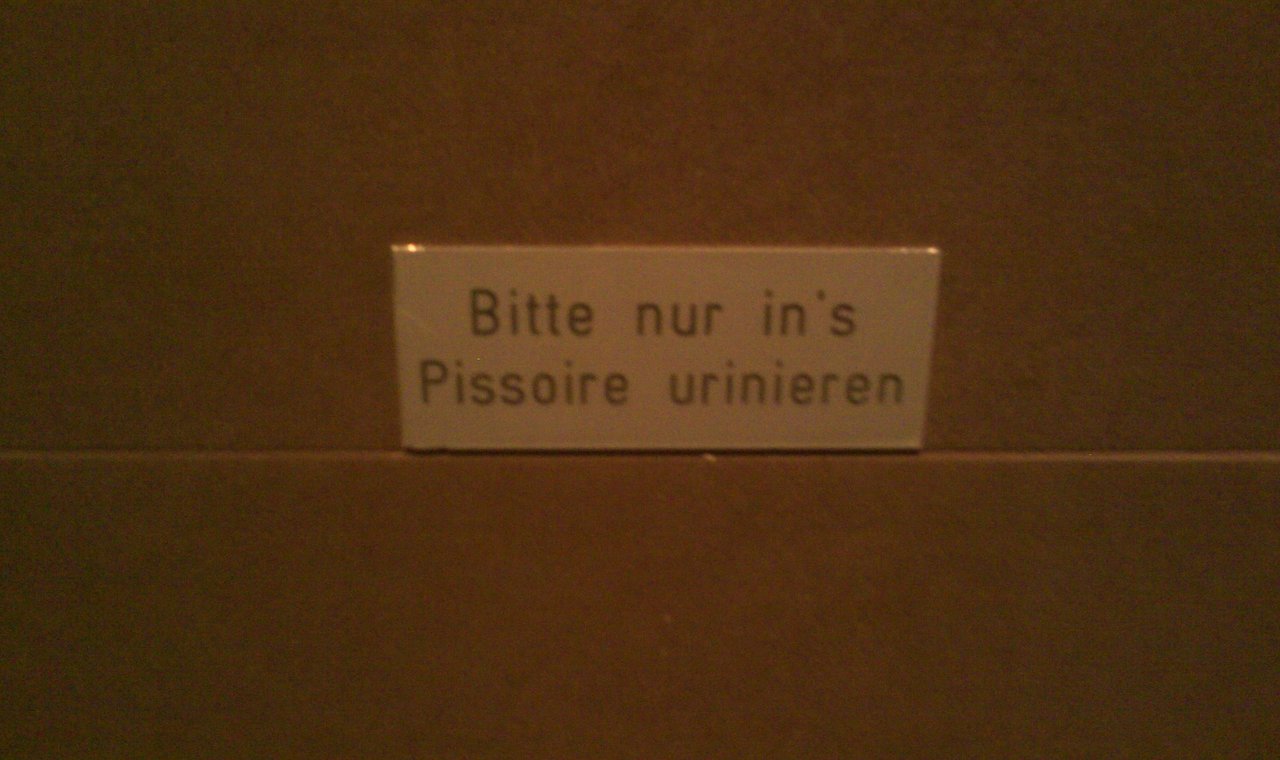 Bitte nur in's
Pissoire urinieren